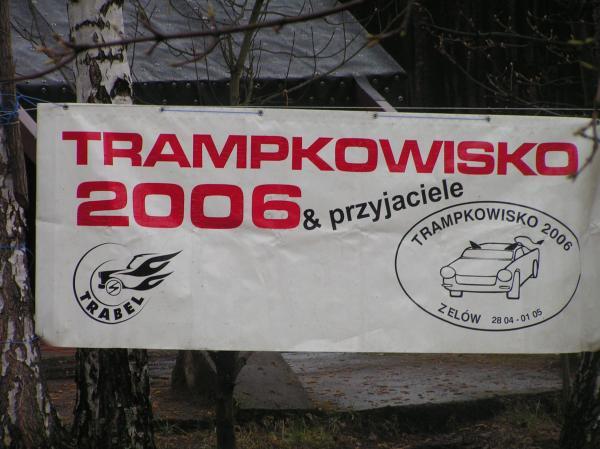 TRAMPKOWISKO
2006 & przyjaciele
TRABEL
TRAMPKOWISKO 2006
ZELÓW 28 04 - 01 05